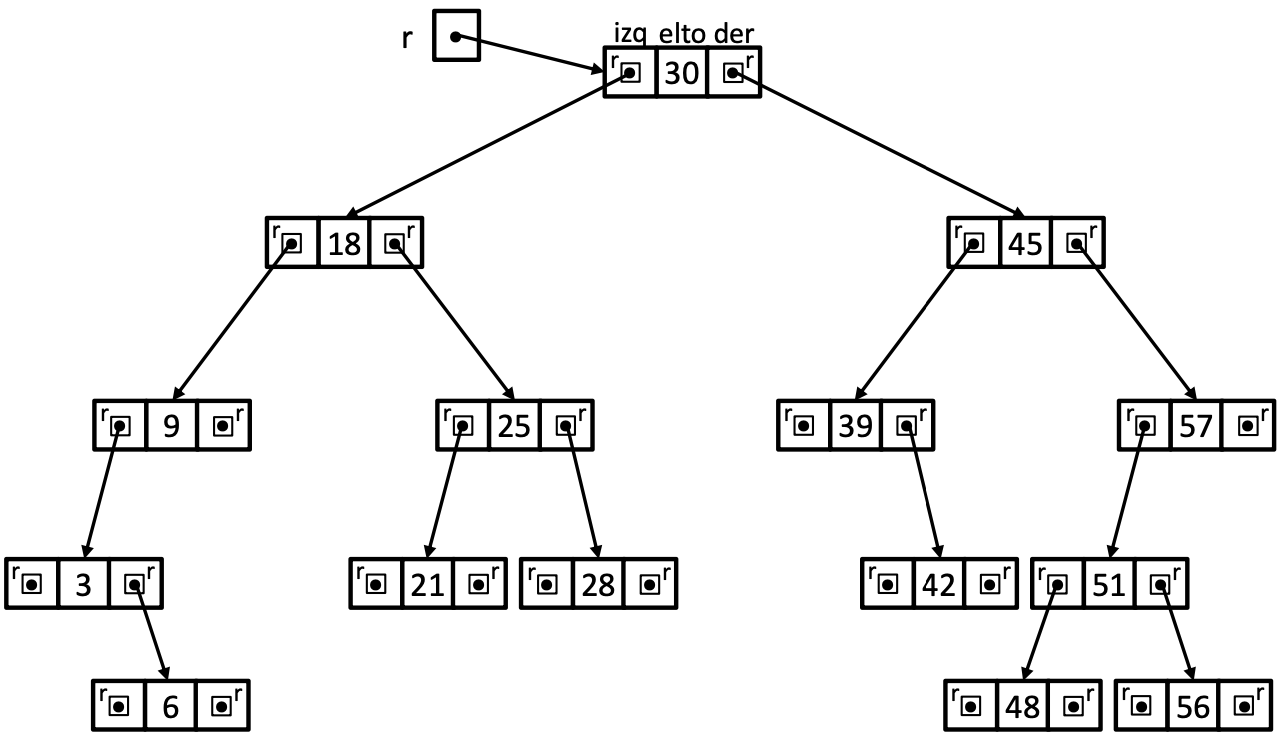 r
izq elto der
r 30 r
r 18 r
r 45 r
r 9 r
r 25 r
r 39 r
r 57 r
r 3 r
r 21 r
r 28 r
r 42 r
r 51 r
r 6 r
r 48 r
r 56 r